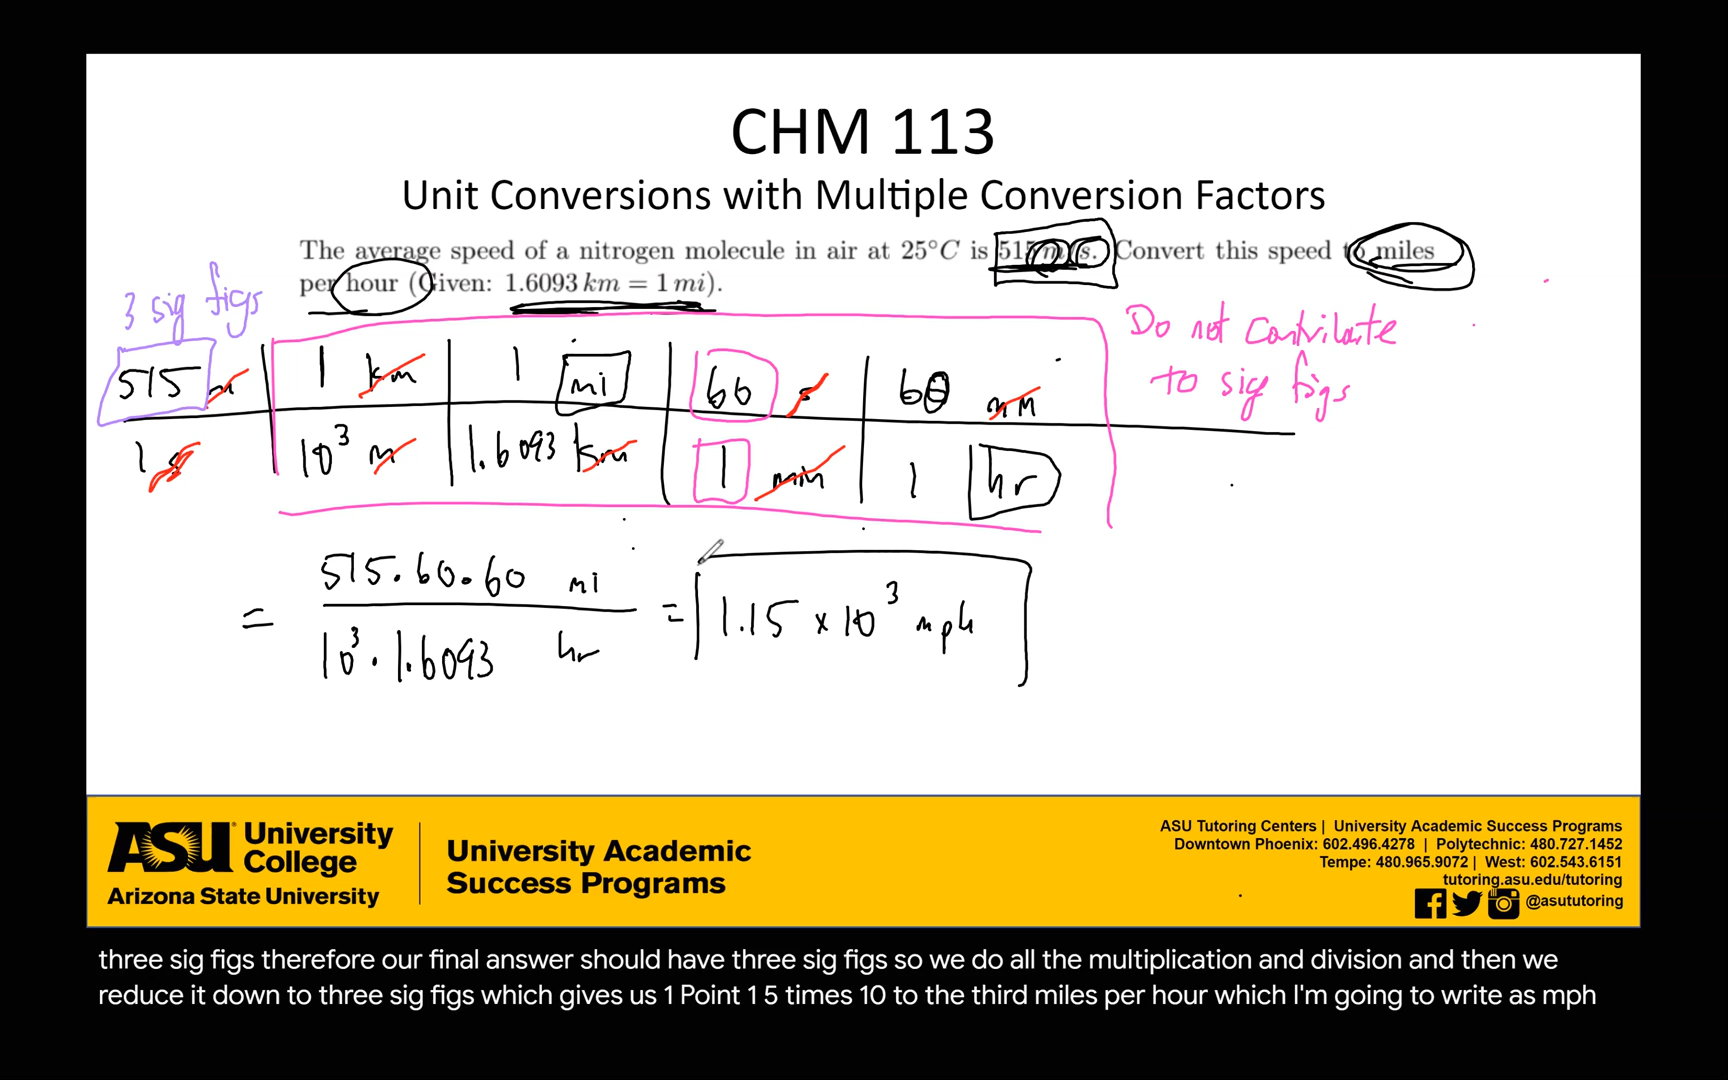 CHM 113
Unit Conversions with Multiple Conversion Factors
The average speed of a nitrogen molecule in air at 25°C is 515 m/s. Convert this speed to miles
per hour (Given: 1.6093 km = 1 mi).
3 sig figs
Do not contribute
to sig figs
515 m | 1 km | 1 mi | 60 s | 60 min
1 s | 10³ m | 1.6093 km | 1 min | 1 hr
= 515·60·60 mi / 10³·1.6093 hr = 1.15 x 10³ mph
ASU University College
Arizona State University
University Academic
Success Programs
ASU Tutoring Centers | University Academic Success Programs
Downtown Phoenix: 602.496.4278 | Polytechnic: 480.727.1452
Tempe: 480.965.9072 | West: 602.543.6151
tutoring.asu.edu/tutoring
@asututoring
three sig figs therefore our final answer should have three sig figs so we do all the multiplication and division and then we
reduce it down to three sig figs which gives us 1 Point 1 5 times 10 to the third miles per hour which I'm going to write as mph